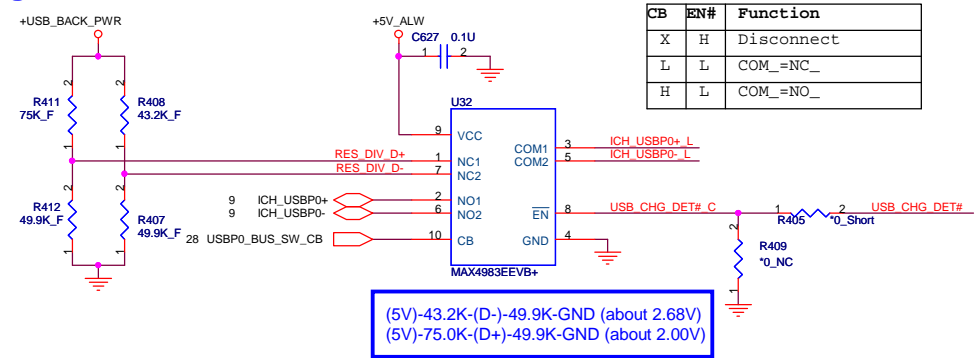 +USB_BACK_PWR
+5V_ALW
C627 0.1U
1 2
CB EN# Function
X H Disconnect
L L COM_=NC_
H L COM_=NO_
2 2
R411
75K_F
R408
43.2K_F
1 1
U32
RES_DIV_D+
RES_DIV_D-
9 VCC
1 NC1
7 NC2
COM1 3 ICH_USBP0+_L
COM2 5 ICH_USBP0-_L
2 2
R412
49.9K_F
R407
49.9K_F
1 1
9 ICH_USBP0+ 2 NO1
9 ICH_USBP0- 6 NO2
28 USBP0_BUS_SW_CB 10 CB
EN 8 USB_CHG_DET#_C
GND 4
1 2 USB_CHG_DET#
R405 *0_Short
2
R409
*0_NC
1
MAX4983EEVB+
(5V)-43.2K-(D-)-49.9K-GND (about 2.68V)
(5V)-75.0K-(D+)-49.9K-GND (about 2.00V)